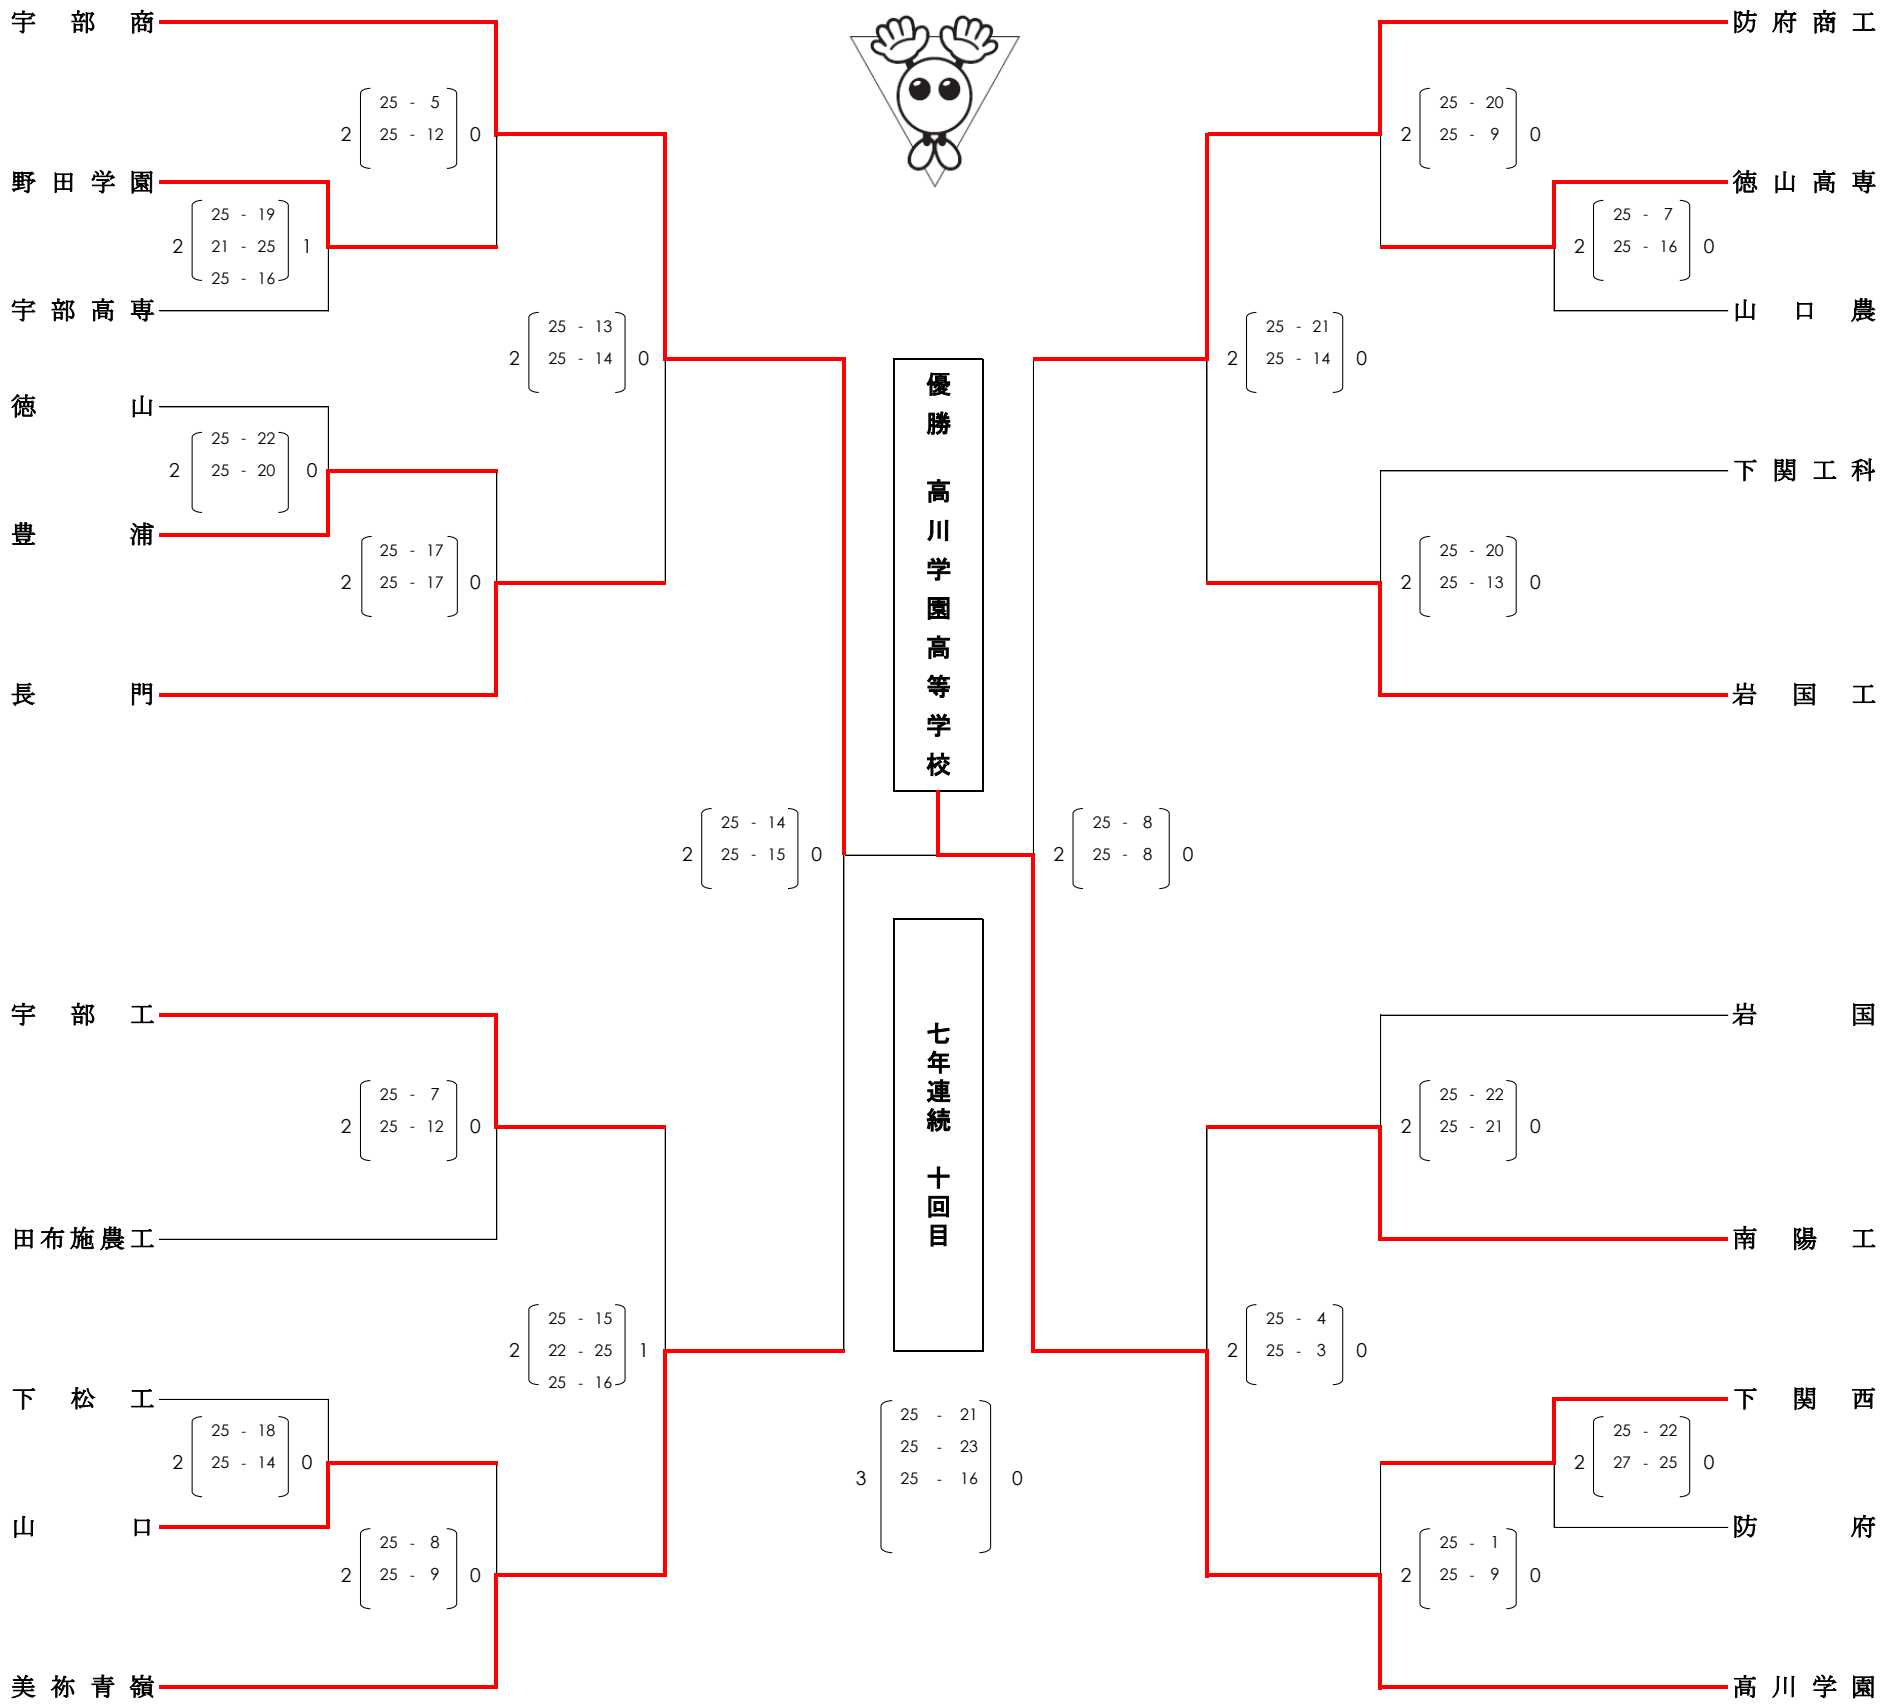 宇部商
25 - 5
2 25 - 12 0
野田学園
25 - 19
2 21 - 25 1
25 - 16
宇部高専
25 - 13
2 25 - 14 0
徳山
25 - 22
2 25 - 20 0
豊浦
25 - 17
2 25 - 17 0
長門
25 - 14
2 25 - 15 0
宇部工
25 - 7
2 25 - 12 0
田布施農工
25 - 15
2 22 - 25 1
25 - 16
下松工
25 - 18
2 25 - 14 0
山口
25 - 8
2 25 - 9 0
美祢青嶺
優勝 高川学園高等学校
七年連続 十回目
25 - 21
25 - 23
3 25 - 16 0
防府商工
25 - 20
2 25 - 9 0
徳山高専
25 - 7
2 25 - 16 0
山口農
25 - 21
2 25 - 14 0
下関工科
25 - 20
2 25 - 13 0
岩国工
25 - 8
2 25 - 8 0
岩国
25 - 22
2 25 - 21 0
南陽工
25 - 4
2 25 - 3 0
下関西
25 - 22
2 27 - 25 0
防府
25 - 1
2 25 - 9 0
高川学園